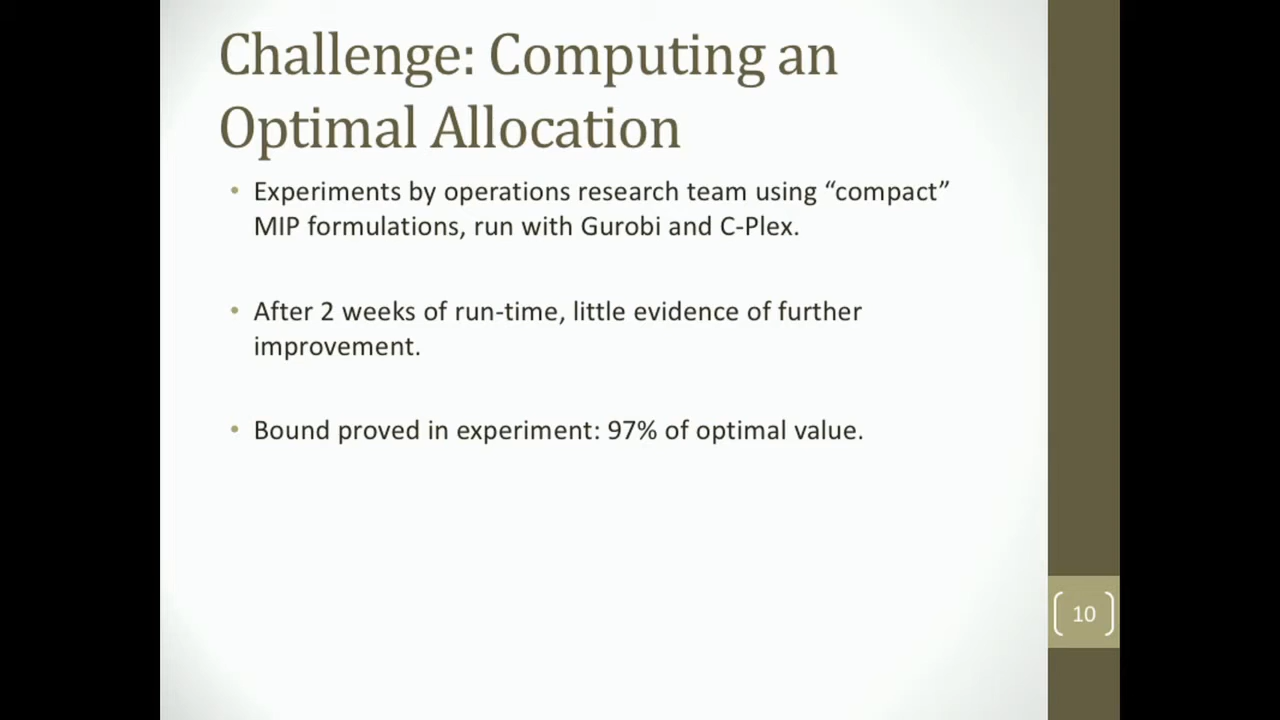 Challenge: Computing an
Optimal Allocation
• Experiments by operations research team using “compact”
MIP formulations, run with Gurobi and C-Plex.
• After 2 weeks of run-time, little evidence of further
improvement.
• Bound proved in experiment: 97% of optimal value.
10